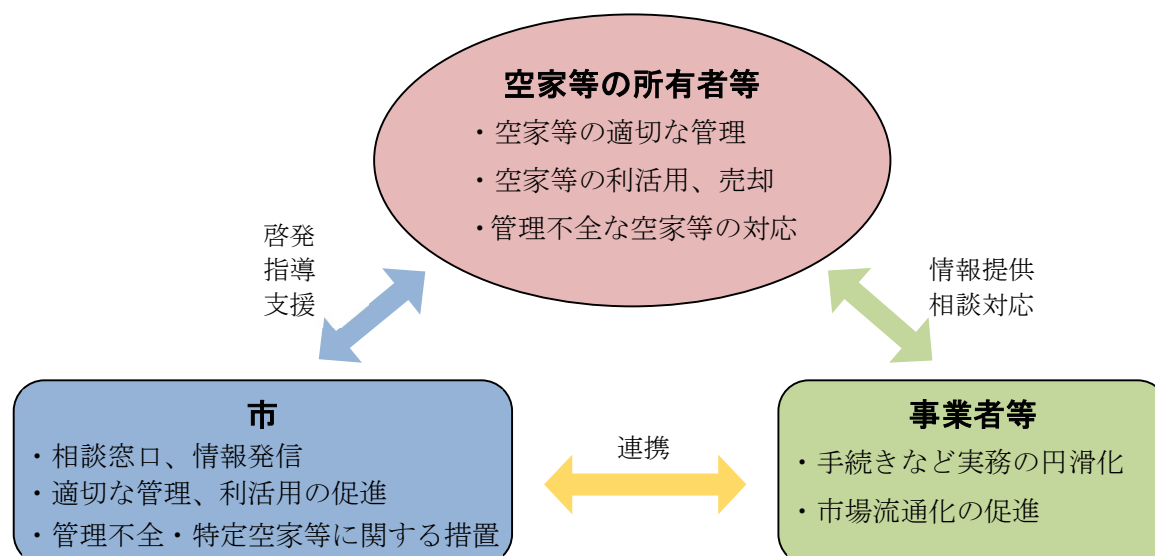 空家等の所有者等
・空家等の適切な管理
・空家等の利活用、売却
・管理不全な空家等の対応
啓発
指導
支援
情報提供
相談対応
市
・相談窓口、情報発信
・適切な管理、利活用の促進
・管理不全・特定空家等に関する措置
連携
事業者等
・手続きなど実務の円滑化
・市場流通化の促進